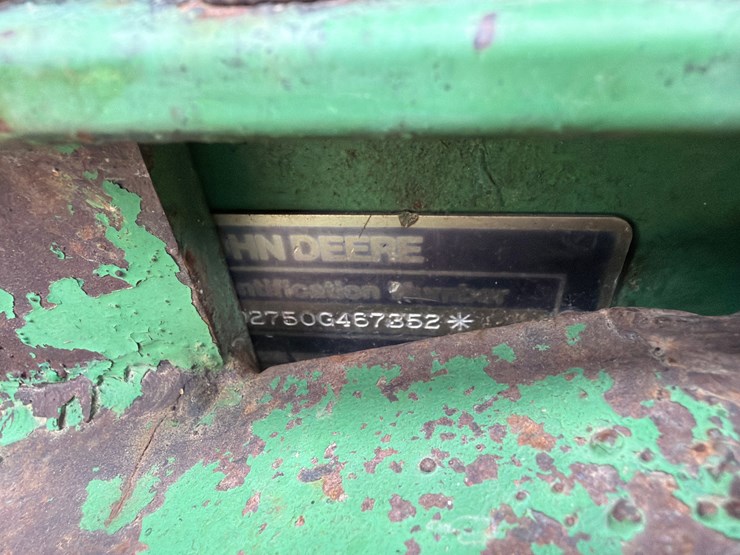 HN DEERE
ntification Number
02750G467352*